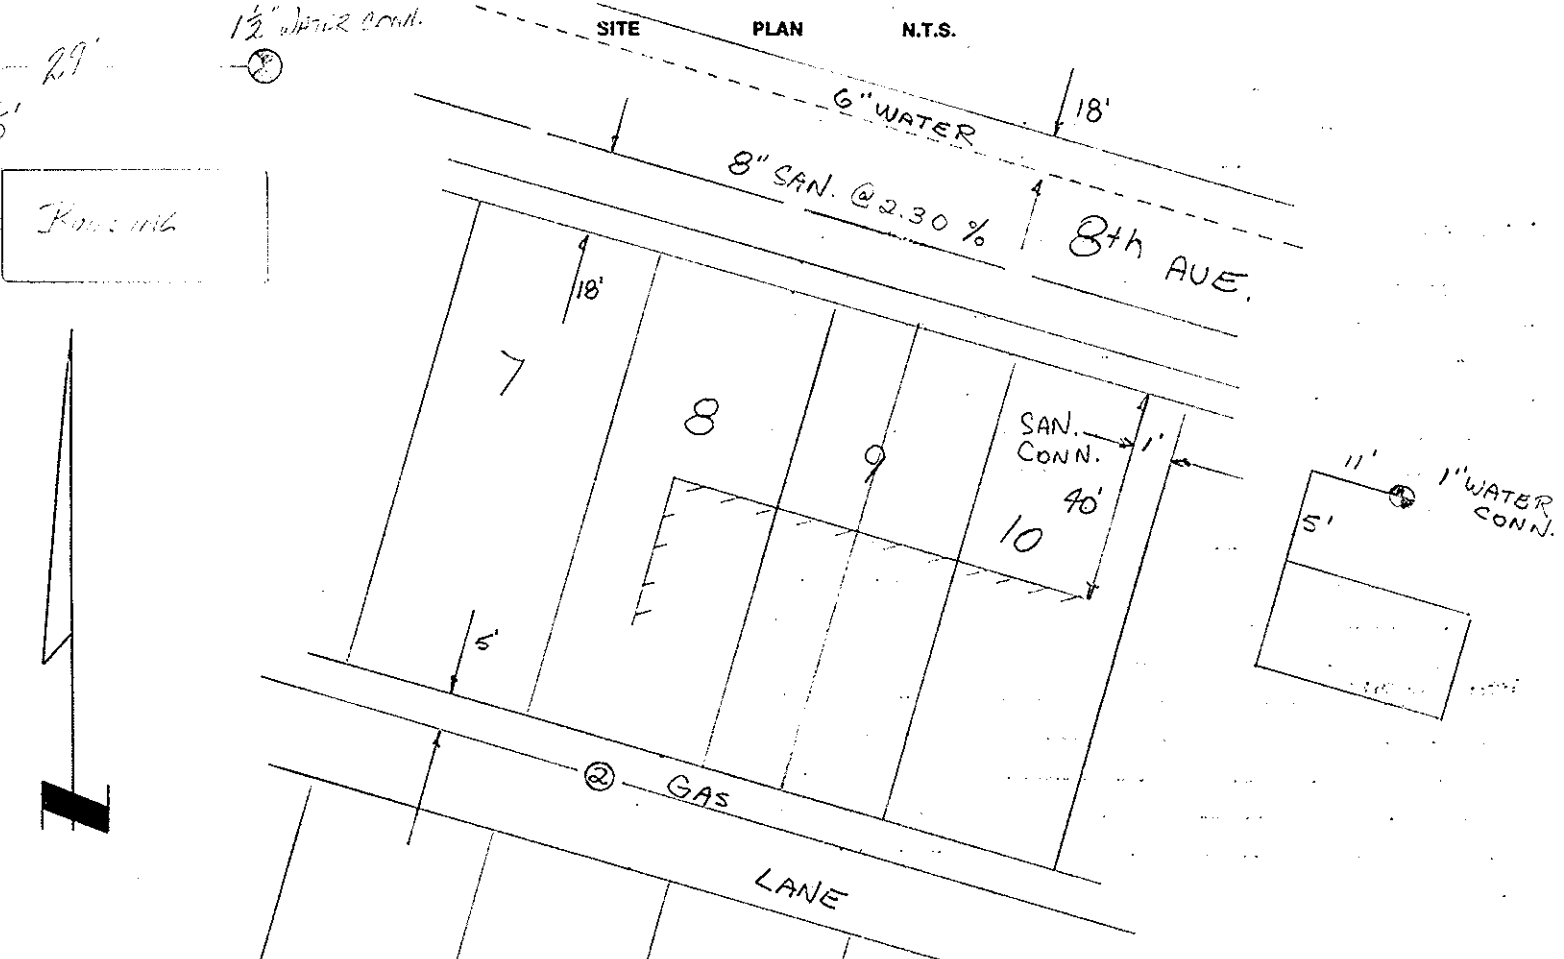 SITE PLAN N.T.S.
1½" WATER CONN.
29'
6" WATER
18'
8" SAN. @ 2.30 %
8th AVE.
18'
7
8
9
10
SAN.
CONN.
1'
40'
11'
1" WATER
CONN.
5'
5'
② GAS
LANE